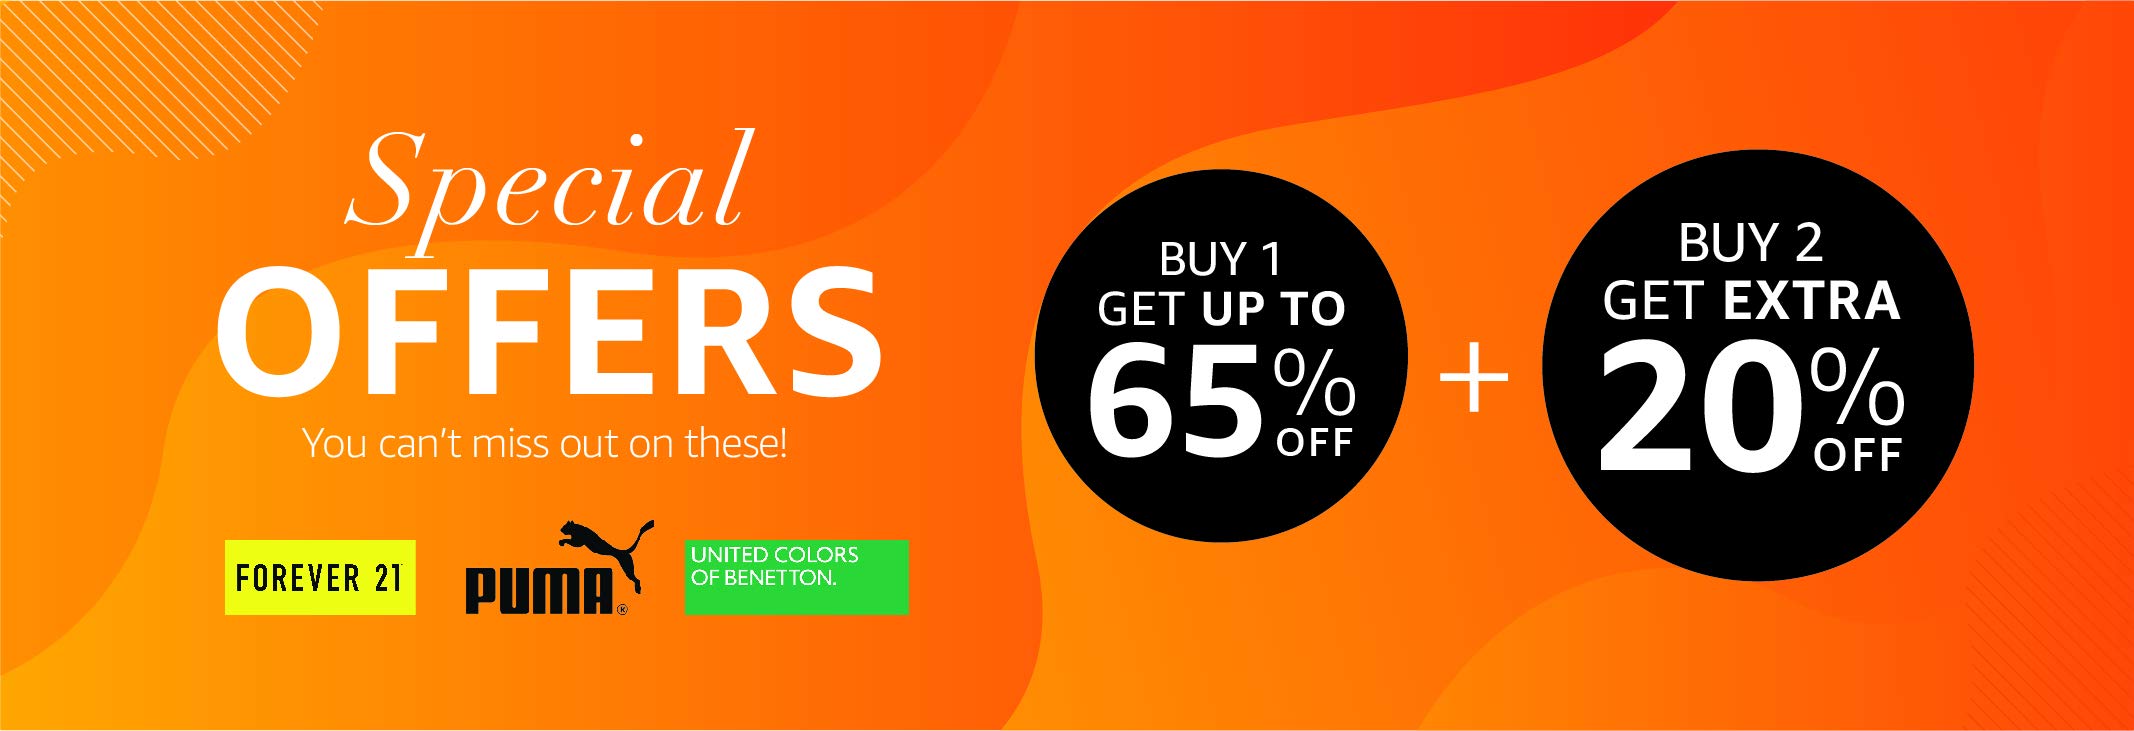 Special
OFFERS
You can't miss out on these!
FOREVER 21
PUMA®
UNITED COLORS
OF BENETTON.
BUY 1
GET UP TO
65%
OFF
+
BUY 2
GET EXTRA
20%
OFF